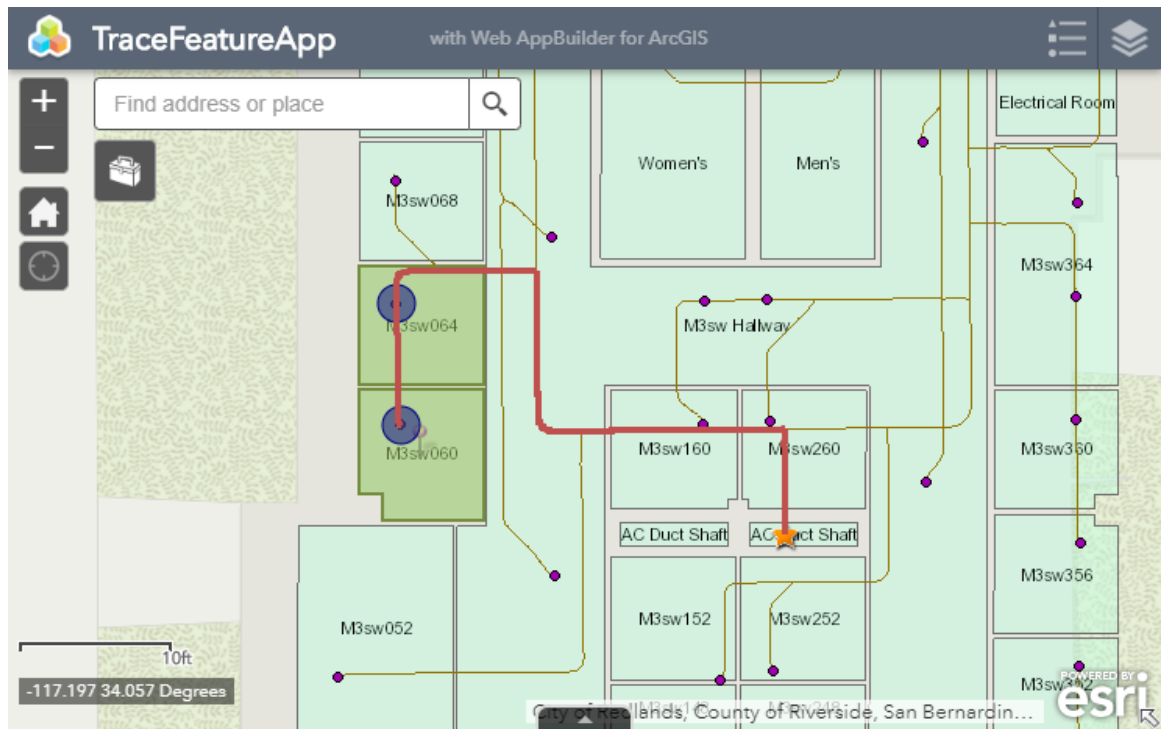 TraceFeatureApp
with Web AppBuilder for ArcGIS
Find address or place
Electrical Room
Women's
Men's
M3sw068
M3sw364
M3sw064
M3sw Hallway
M3sw060
M3sw160
M3sw260
M3sw360
AC Duct Shaft
AC Duct Shaft
M3sw356
M3sw152
M3sw252
M3sw052
10ft
-117.197 34.057 Degrees
POWERED BY
esri
City of Redlands, County of Riverside, San Bernardin...